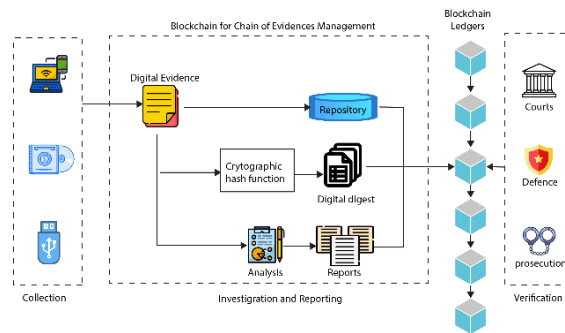 Blockchain for Chain of Evidences Management
Blockchain
Ledgers
Digital Evidence
Repository
Courts
Crytographic
hash function
Digital digest
Defence
Analysis
Reports
prosecution
Collection
Investigration and Reporting
Verification